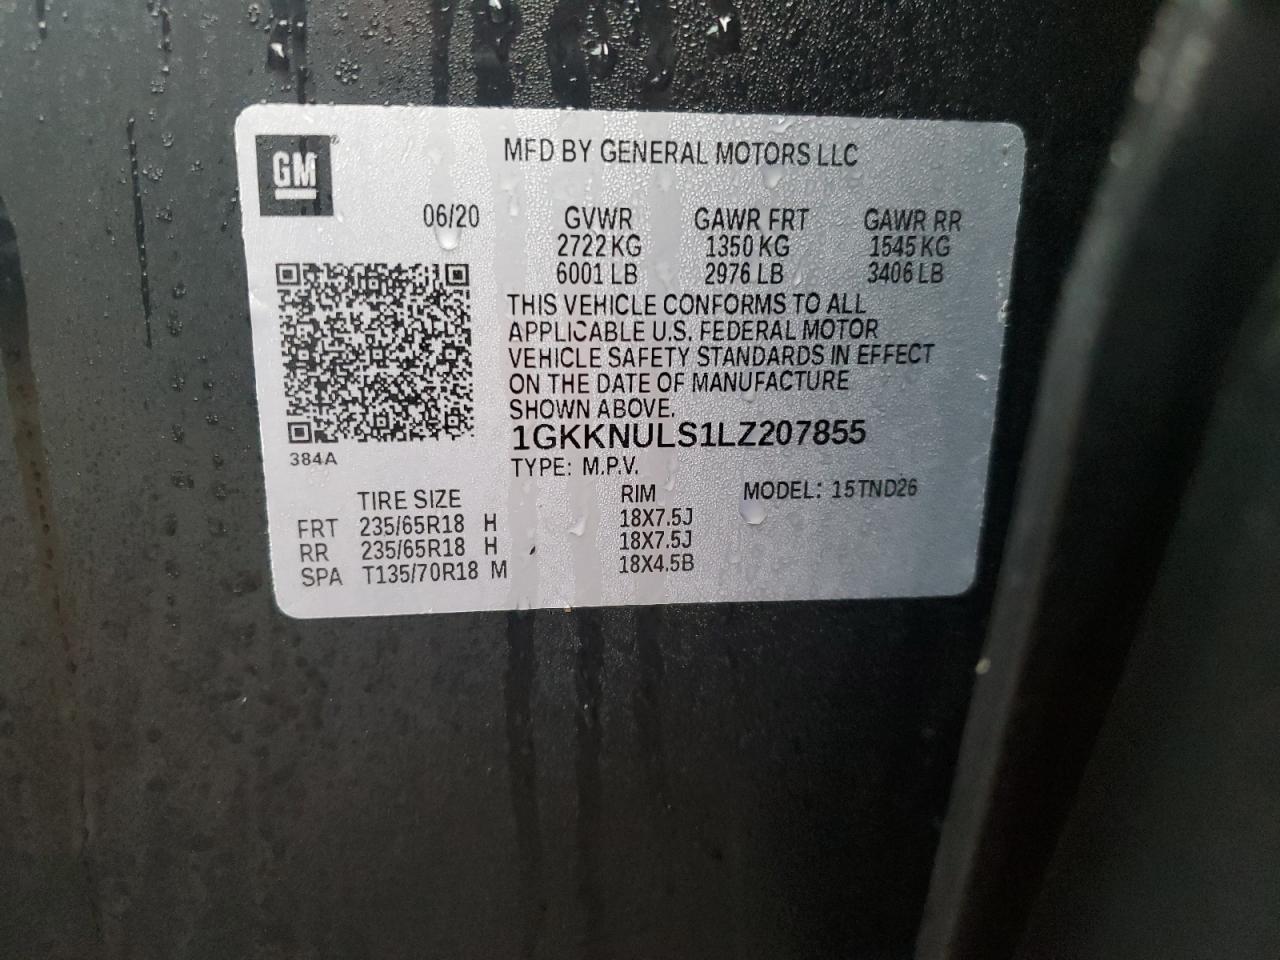 GM
MFD BY GENERAL MOTORS LLC
06/20
GVWR GAWR FRT GAWR RR
2722 KG 1350 KG 1545 KG
6001 LB 2976 LB 3406 LB
THIS VEHICLE CONFORMS TO ALL
APPLICABLE U.S. FEDERAL MOTOR
VEHICLE SAFETY STANDARDS IN EFFECT
ON THE DATE OF MANUFACTURE
SHOWN ABOVE.
1GKKNULS1LZ207855
384A
TYPE: M.P.V.
TIRE SIZE RIM MODEL: 15TND26
FRT 235/65R18 H 18X7.5J
RR 235/65R18 H 18X7.5J
SPA T135/70R18 M 18X4.5B